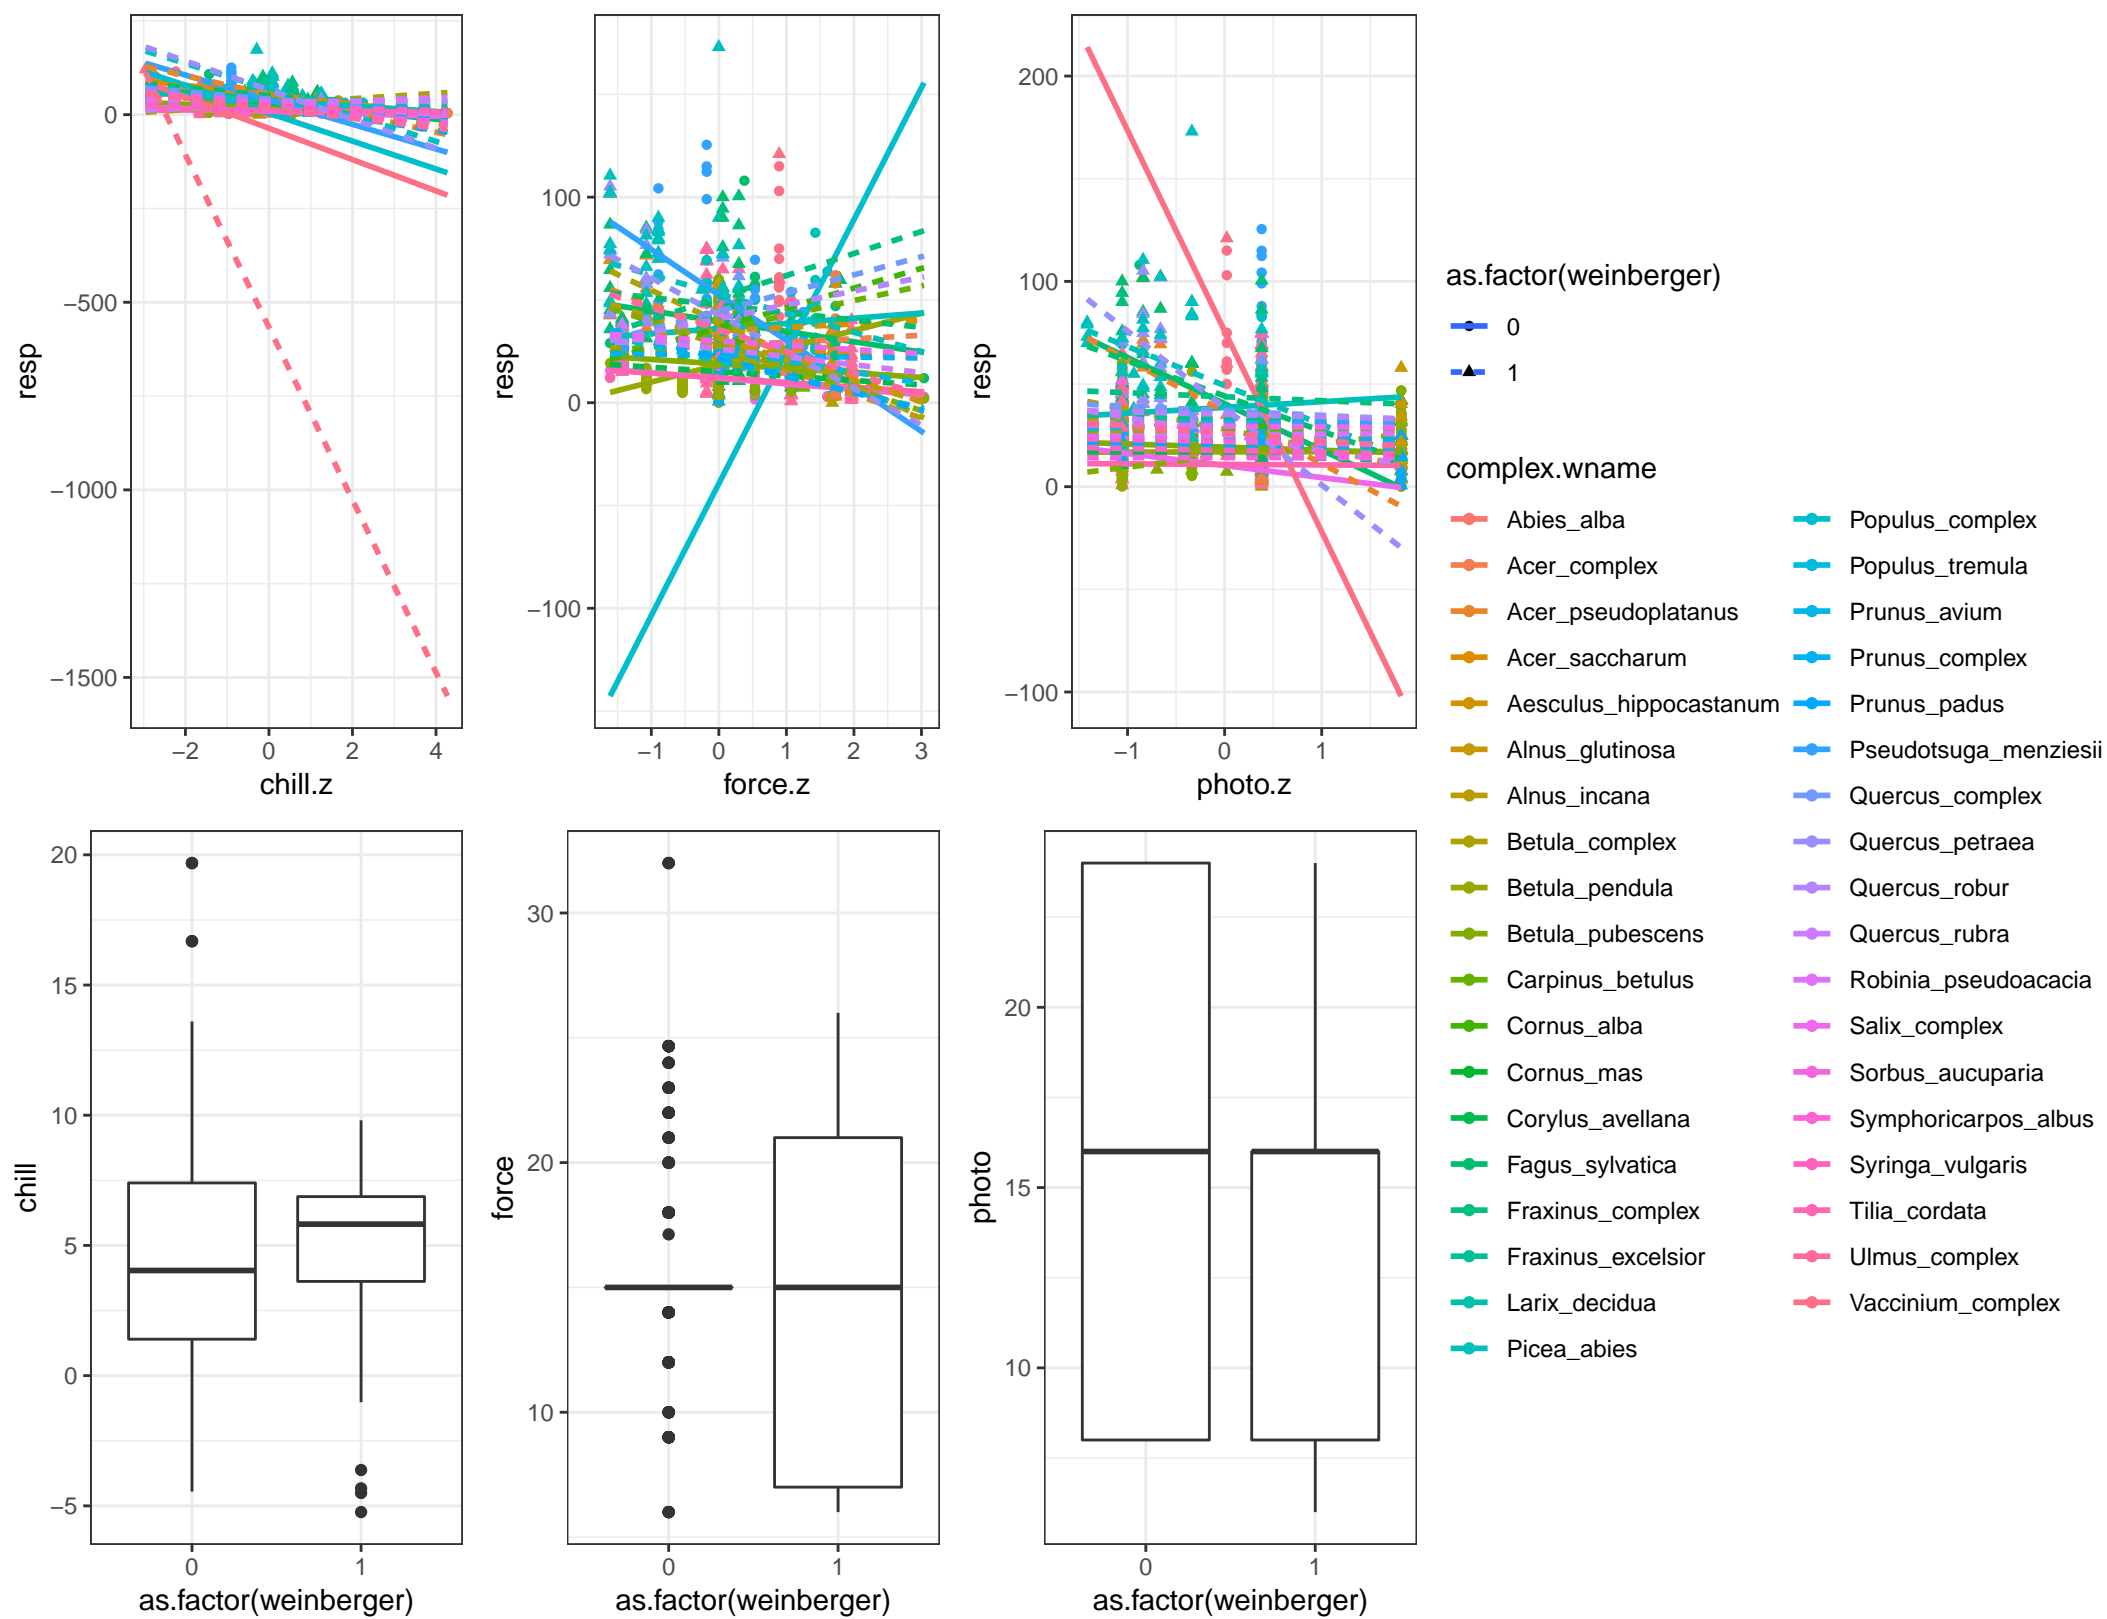 0
−500
−1000
−1500
resp
−2 0 2 4
chill.z
100
0
−100
resp
−1 0 1 2 3
force.z
200
100
0
−100
resp
−1 0 1
photo.z
20
15
10
5
0
−5
chill
0 1
as.factor(weinberger)
30
20
10
force
0 1
as.factor(weinberger)
20
15
10
photo
0 1
as.factor(weinberger)
as.factor(weinberger)
0
1
complex.wname
Abies_alba
Acer_complex
Acer_pseudoplatanus
Acer_saccharum
Aesculus_hippocastanum
Alnus_glutinosa
Alnus_incana
Betula_complex
Betula_pendula
Betula_pubescens
Carpinus_betulus
Cornus_alba
Cornus_mas
Corylus_avellana
Fagus_sylvatica
Fraxinus_complex
Fraxinus_excelsior
Larix_decidua
Picea_abies
Populus_complex
Populus_tremula
Prunus_avium
Prunus_complex
Prunus_padus
Pseudotsuga_menziesii
Quercus_complex
Quercus_petraea
Quercus_robur
Quercus_rubra
Robinia_pseudoacacia
Salix_complex
Sorbus_aucuparia
Symphoricarpos_albus
Syringa_vulgaris
Tilia_cordata
Ulmus_complex
Vaccinium_complex